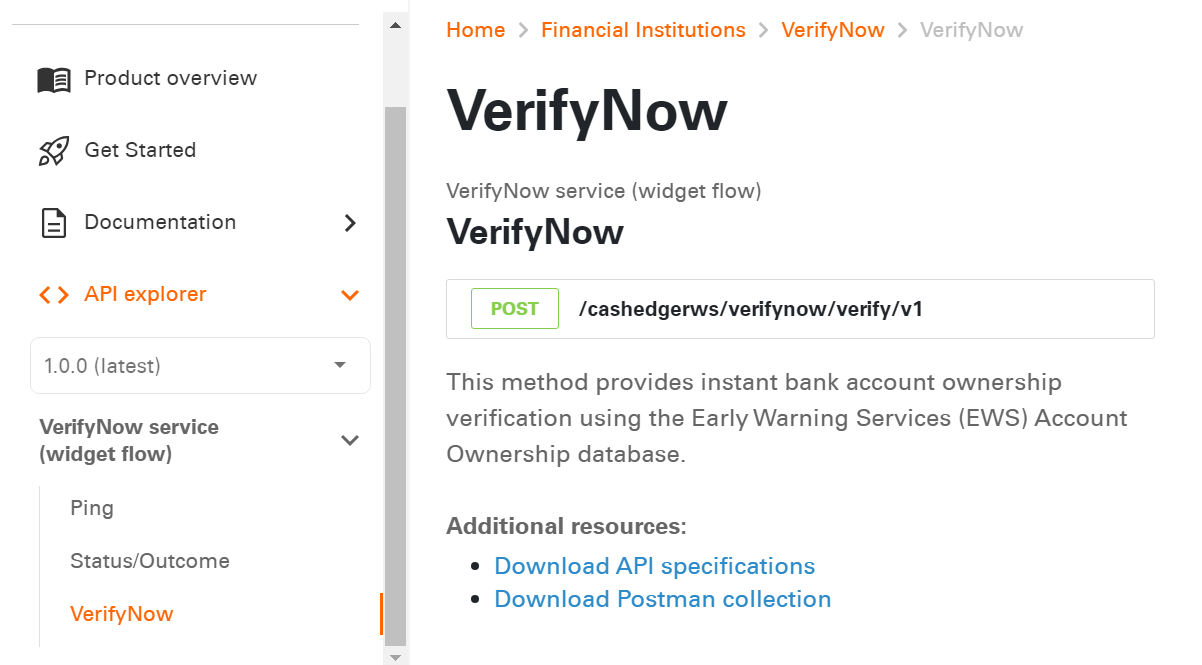 Product overview
Get Started
Documentation
API explorer
1.0.0 (latest)
VerifyNow service
(widget flow)
Ping
Status/Outcome
VerifyNow
Home > Financial Institutions > VerifyNow > VerifyNow
VerifyNow
VerifyNow service (widget flow)
VerifyNow
POST /cashedgerws/verifynow/verify/v1
This method provides instant bank account ownership
verification using the Early Warning Services (EWS) Account
Ownership database.
Additional resources:
• Download API specifications
• Download Postman collection